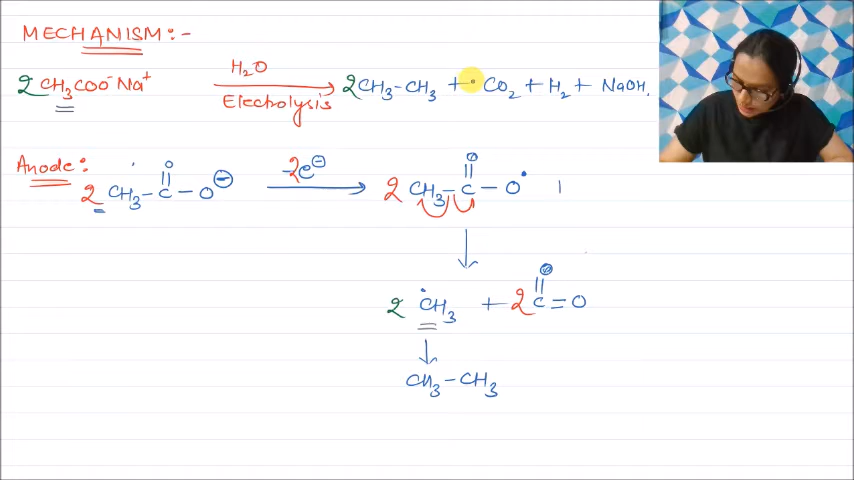 MECHANISM :-
2CH₃COO⁻Na⁺ H₂O Electrolysis 2CH₃-CH₃ + CO₂ + H₂ + NaOH.
Anode: 2 CH₃-C(=O)-O⊖ -2e⊖ 2 CH₃-C(=O)-O•
2 •CH₃ + 2C(=O)=O
CH₃-CH₃